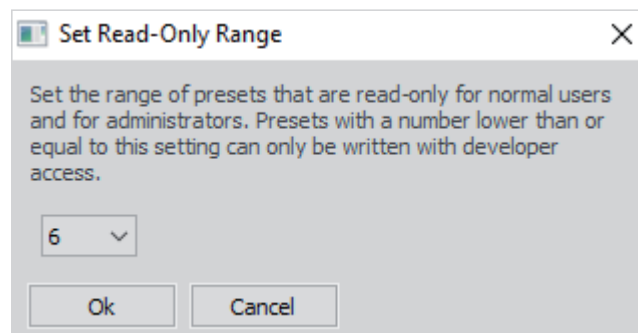 Set Read-Only Range
Set the range of presets that are read-only for normal users
and for administrators. Presets with a number lower than or
equal to this setting can only be written with developer
access.
6
Ok
Cancel